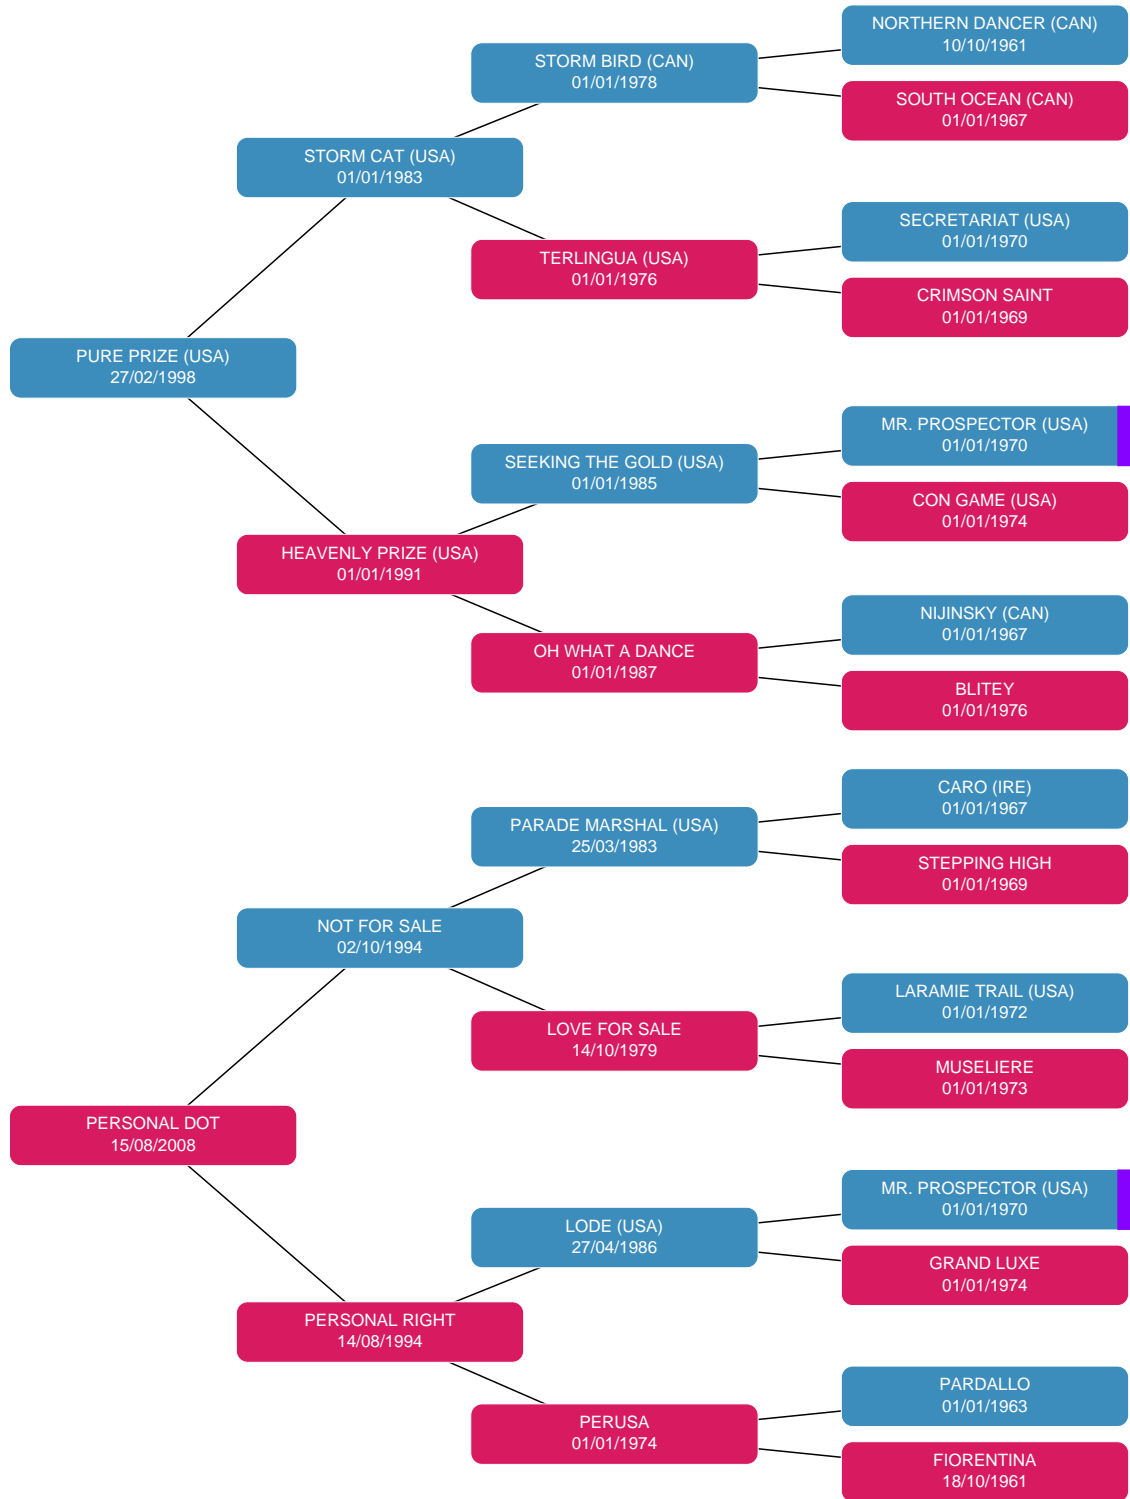 NORTHERN DANCER (CAN)
10/10/1961
STORM BIRD (CAN)
01/01/1978
SOUTH OCEAN (CAN)
01/01/1967
STORM CAT (USA)
01/01/1983
SECRETARIAT (USA)
01/01/1970
TERLINGUA (USA)
01/01/1976
CRIMSON SAINT
01/01/1969
PURE PRIZE (USA)
27/02/1998
MR. PROSPECTOR (USA)
01/01/1970
SEEKING THE GOLD (USA)
01/01/1985
CON GAME (USA)
01/01/1974
HEAVENLY PRIZE (USA)
01/01/1991
NIJINSKY (CAN)
01/01/1967
OH WHAT A DANCE
01/01/1987
BLITEY
01/01/1976
CARO (IRE)
01/01/1967
PARADE MARSHAL (USA)
25/03/1983
STEPPING HIGH
01/01/1969
NOT FOR SALE
02/10/1994
LARAMIE TRAIL (USA)
01/01/1972
LOVE FOR SALE
14/10/1979
MUSELIERE
01/01/1973
PERSONAL DOT
15/08/2008
MR. PROSPECTOR (USA)
01/01/1970
LODE (USA)
27/04/1986
GRAND LUXE
01/01/1974
PERSONAL RIGHT
14/08/1994
PARDALLO
01/01/1963
PERUSA
01/01/1974
FIORENTINA
18/10/1961